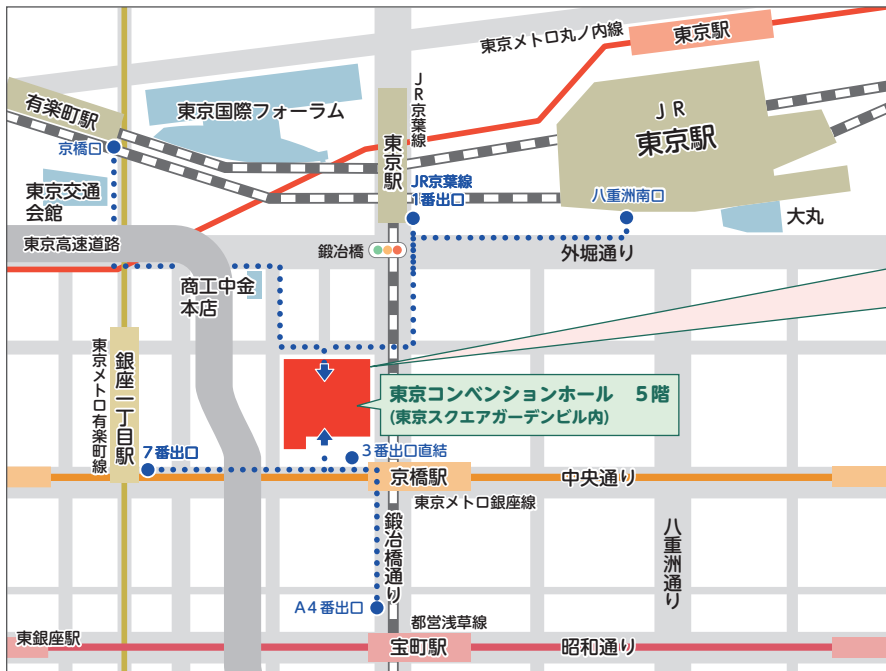 東京メトロ丸ノ内線
東京駅
JR京葉線
有楽町駅
東京国際フォーラム
JR
東京駅
京橋口
東京駅
JR京葉線
1番出口
八重洲南口
東京交通
会館
大丸
東京高速道路
鍛冶橋
外堀通り
商工中金
本店
東京メトロ有楽町線
銀座一丁目駅
東京コンベンションホール 5階
(東京スクエアガーデンビル内)
7番出口
3番出口直結
京橋駅
中央通り
東京メトロ銀座線
鍛冶橋通り
八重洲通り
A4番出口
都営浅草線
東銀座駅
宝町駅
昭和通り